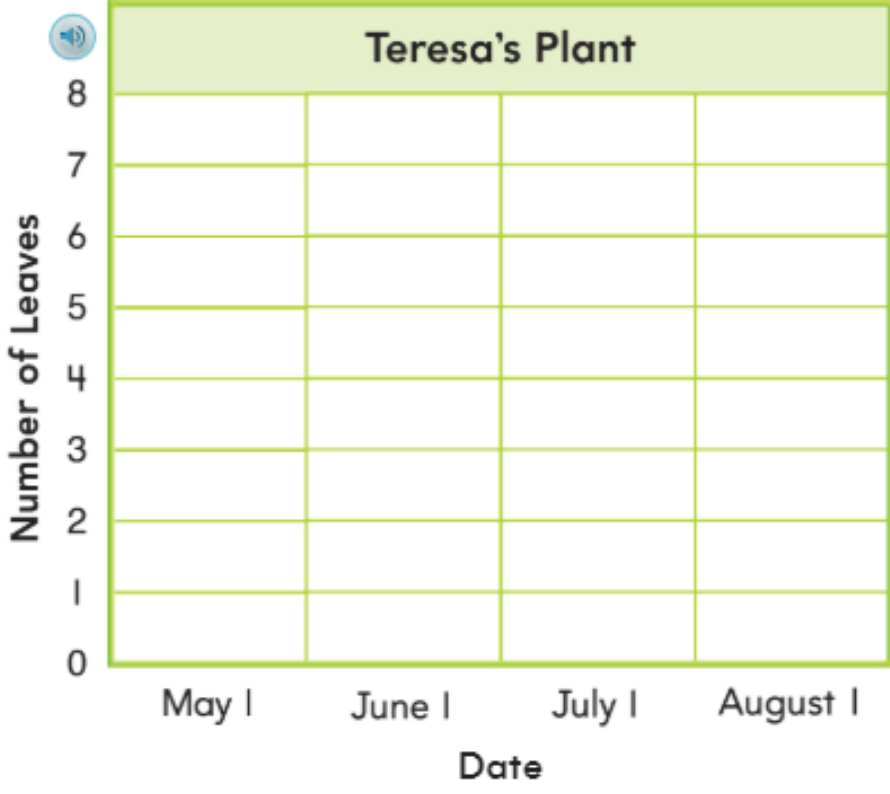 Teresa's Plant
Number of Leaves
8
7
6
5
4
3
2
1
0
May 1
June 1
July 1
August 1
Date